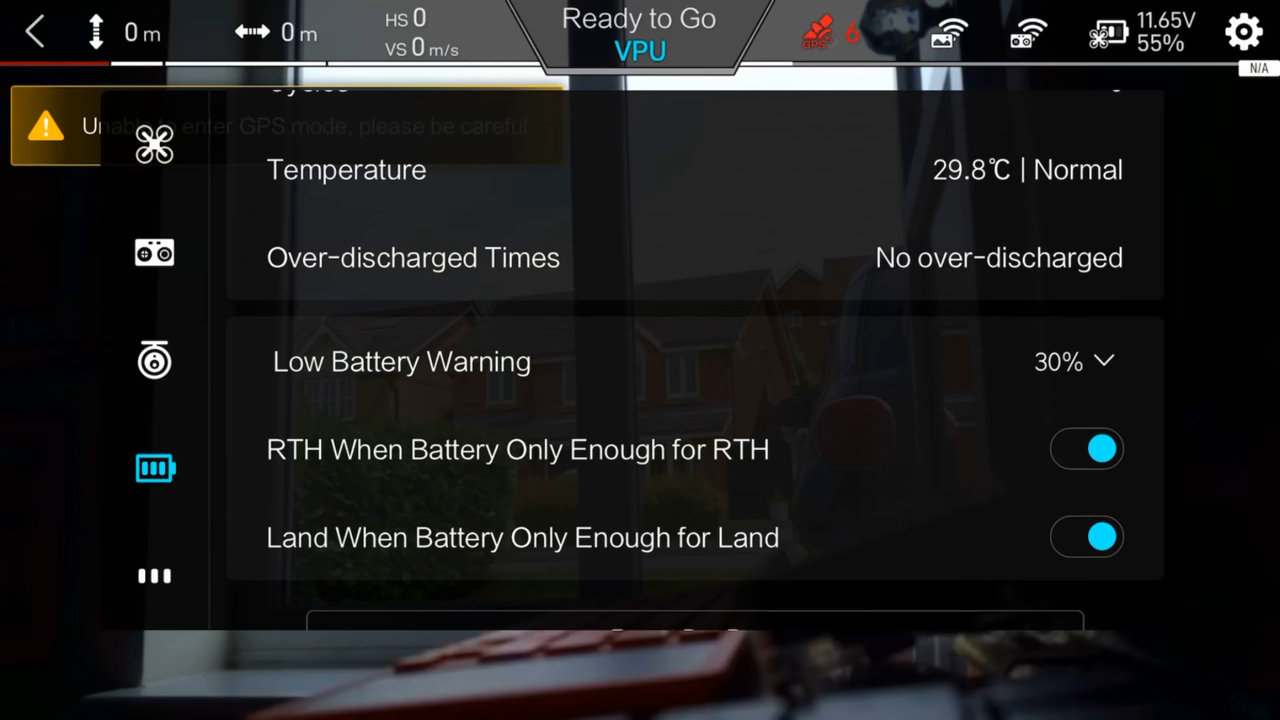 0 m
0 m
HS 0
VS 0 m/s
Ready to Go
VPU
GPS 6
11.65V
55%
N/A
Unable to enter GPS mode, please be careful
Cycles
Temperature 29.8℃ | Normal
Over-discharged Times No over-discharged
Low Battery Warning 30%
RTH When Battery Only Enough for RTH
Land When Battery Only Enough for Land